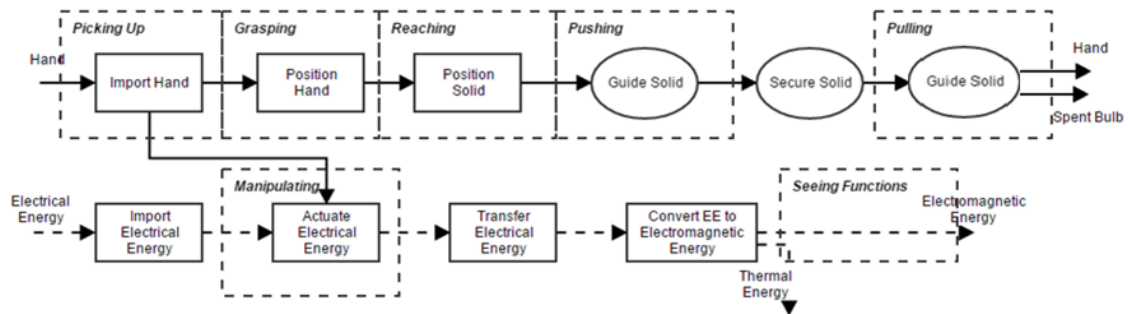 Picking Up
Grasping
Reaching
Pushing
Pulling
Hand
Import Hand
Position
Hand
Position
Solid
Guide Solid
Secure Solid
Guide Solid
Hand
Spent Bulb
Manipulating
Seeing Functions
Electrical
Energy
Import
Electrical
Energy
Actuate
Electrical
Energy
Transfer
Electrical
Energy
Convert EE to
Electromagnetic
Energy
Electromagnetic
Energy
Thermal
Energy